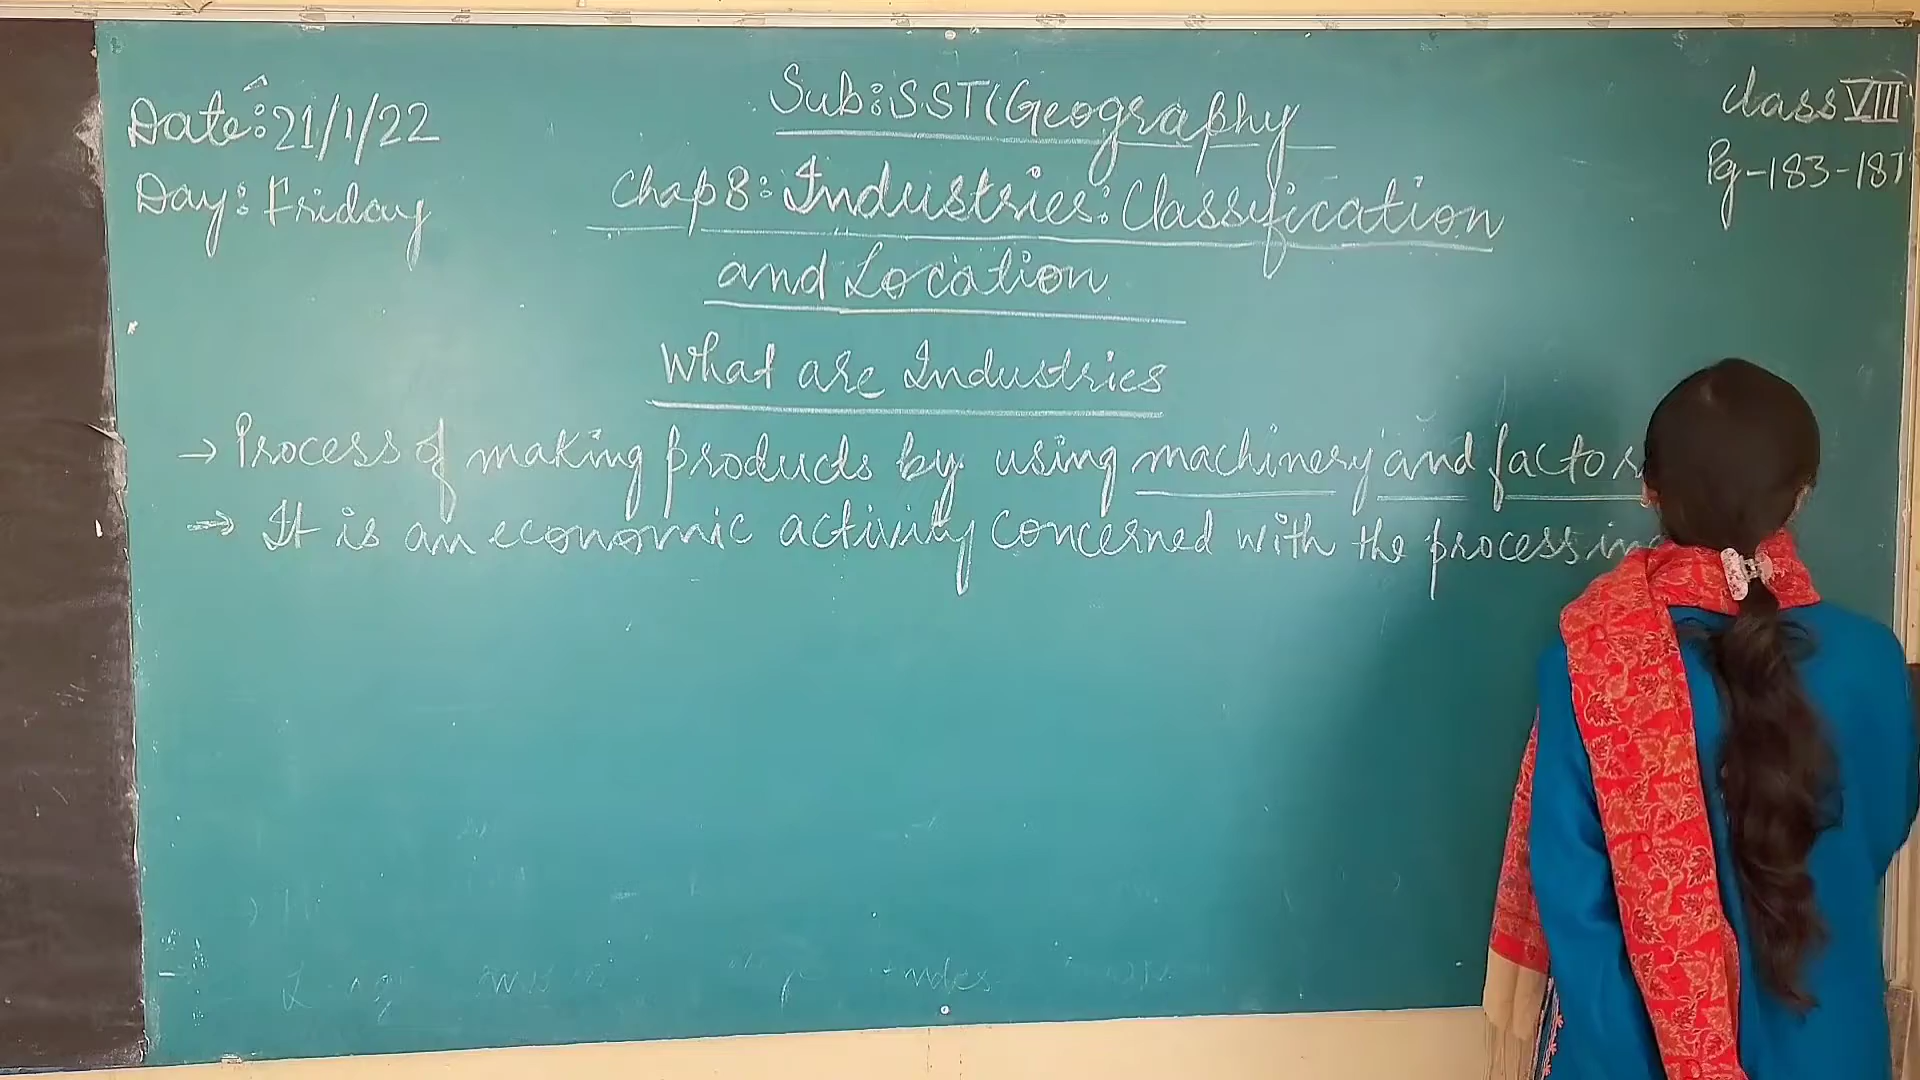 Date: 21/1/22
Day: Friday
Sub: SST (Geography
Class VIII
Pg-183-187
Chap 8: Industries: Classification
and Location
What are Industries
→ Process of making products by using machinery and factor
→ It is an economic activity concerned with the processin